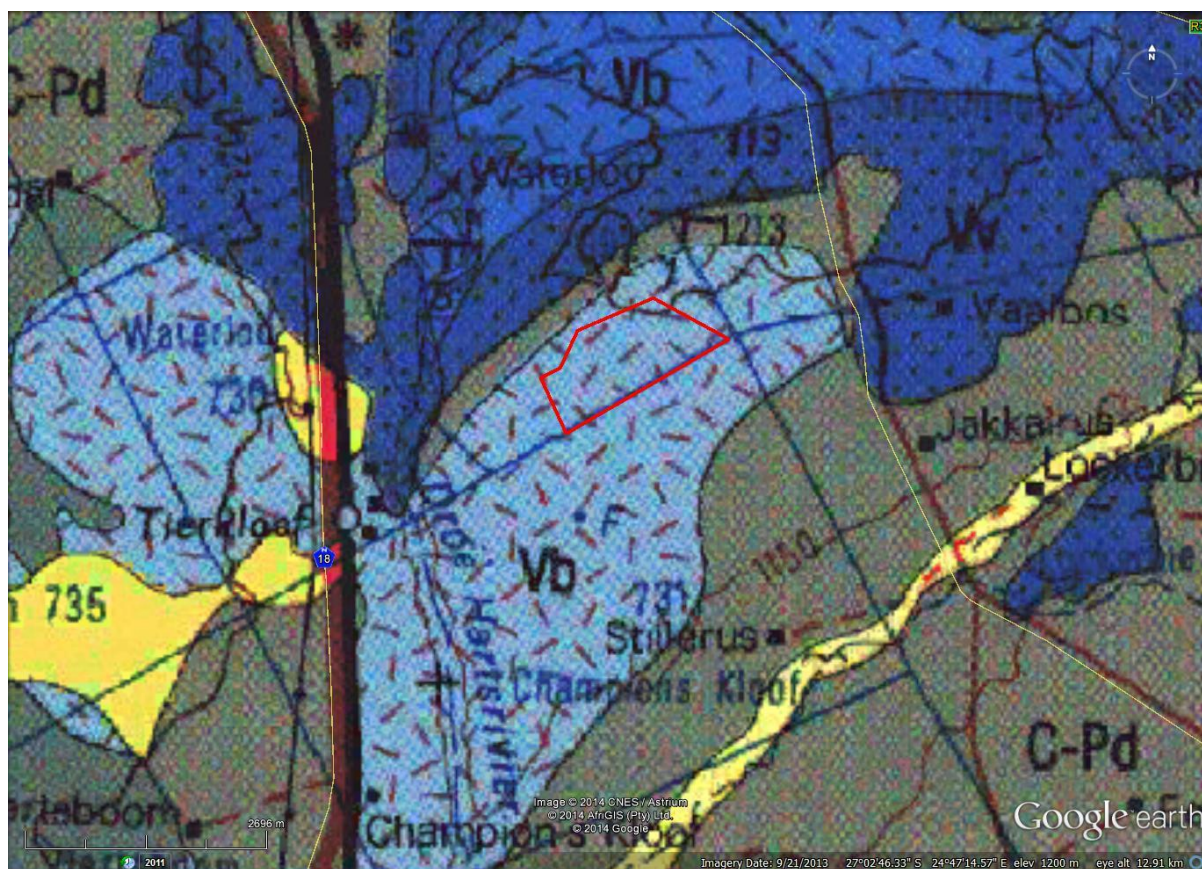 C-Pd
Vb
113
Waterloo
1213
N
Waterloo
730
Vv
Vaalbos
Jakkalrus
Tierkloof
18
Droë Hartsrivier
F
Vb
731
1150
735
Stillerus
Champions Kloof
C-Pd
Champion's Kloof
2696 m
2011
Image © 2014 CNES / Astrium
© 2014 AfriGIS (Pty) Ltd.
© 2014 Google
Google earth
Imagery Date: 9/21/2013 27°02'46.33" S 24°47'14.57" E elev 1200 m eye alt 12.91 km